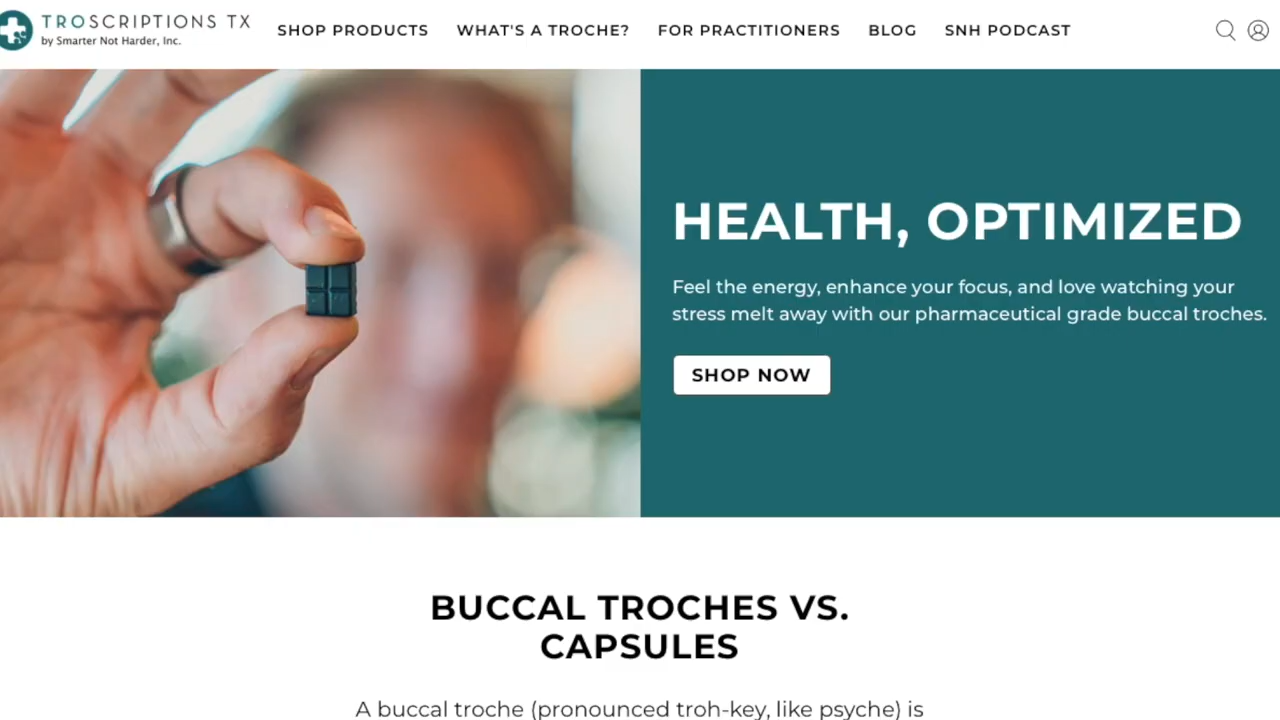 TROSCRIPTIONS TX
by Smarter Not Harder, Inc.
SHOP PRODUCTS WHAT'S A TROCHE? FOR PRACTITIONERS BLOG SNH PODCAST
HEALTH, OPTIMIZED
Feel the energy, enhance your focus, and love watching your
stress melt away with our pharmaceutical grade buccal troches.
SHOP NOW
BUCCAL TROCHES VS.
CAPSULES
A buccal troche (pronounced troh-key, like psyche) is